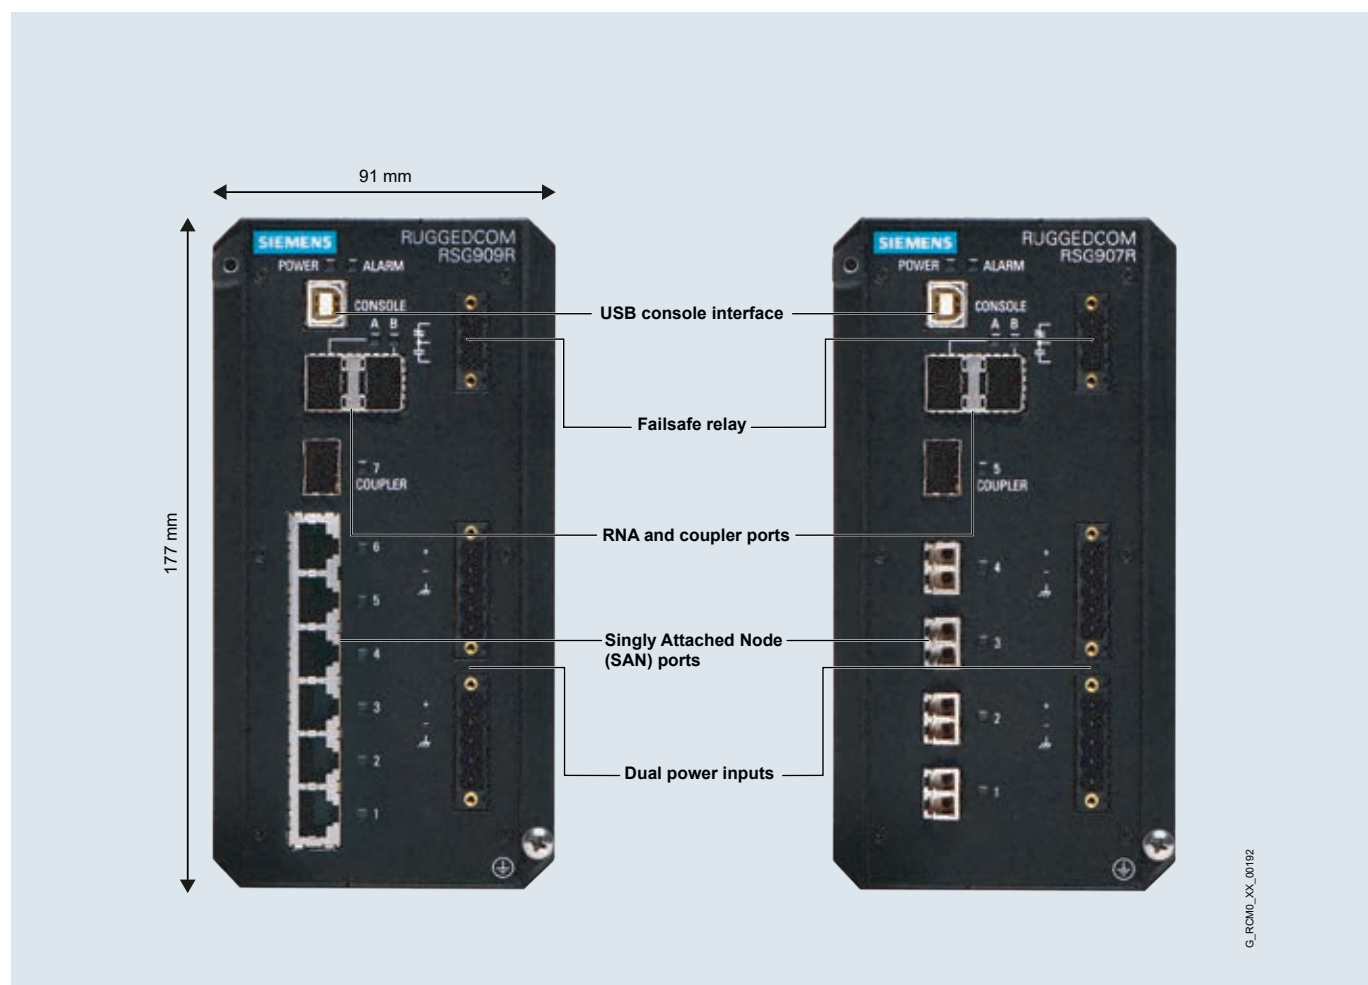 91 mm
177 mm
SIEMENS
RUGGEDCOM
RSG909R
POWER
ALARM
CONSOLE
A B
7
COUPLER
6
+
-
5
4
3
+
-
2
1
USB console interface
Failsafe relay
RNA and coupler ports
Singly Attached Node
(SAN) ports
Dual power inputs
SIEMENS
RUGGEDCOM
RSG907R
POWER
ALARM
CONSOLE
A B
5
COUPLER
+
-
4
3
+
-
2
1
G_RCM0_XX_00192